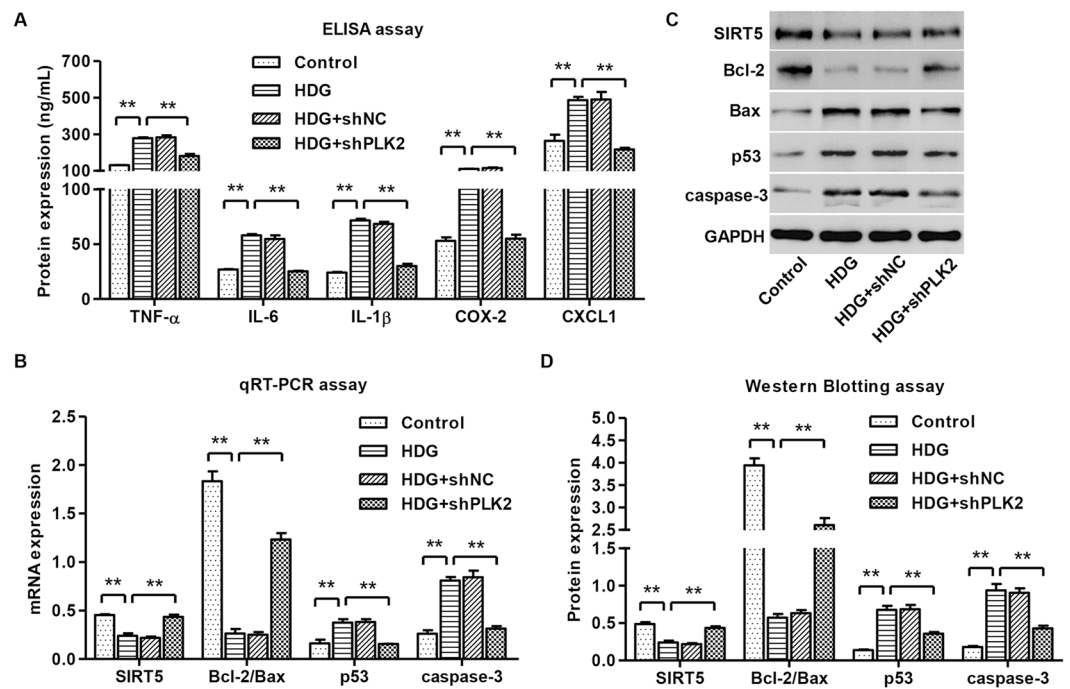 A
ELISA assay
Protein expression (ng/mL)
700
500
300
100
100
50
0
Control
HDG
HDG+shNC
HDG+shPLK2
** **
** **
** **
** **
** **
TNF-α IL-6 IL-1β COX-2 CXCL1
C
SIRT5
Bcl-2
Bax
p53
caspase-3
GAPDH
Control HDG HDG+shNC HDG+shPLK2
B
qRT-PCR assay
mRNA expression
2.5
2.0
1.5
1.0
0.5
0.0
Control
HDG
HDG+shNC
HDG+shPLK2
** **
** **
** **
** **
SIRT5 Bcl-2/Bax p53 caspase-3
D
Western Blotting assay
Protein expression
5.0
4.5
4.0
3.5
3.0
2.5
1.5
1.0
0.5
0.0
Control
HDG
HDG+shNC
HDG+shPLK2
** **
** **
** **
** **
SIRT5 Bcl-2/Bax p53 caspase-3